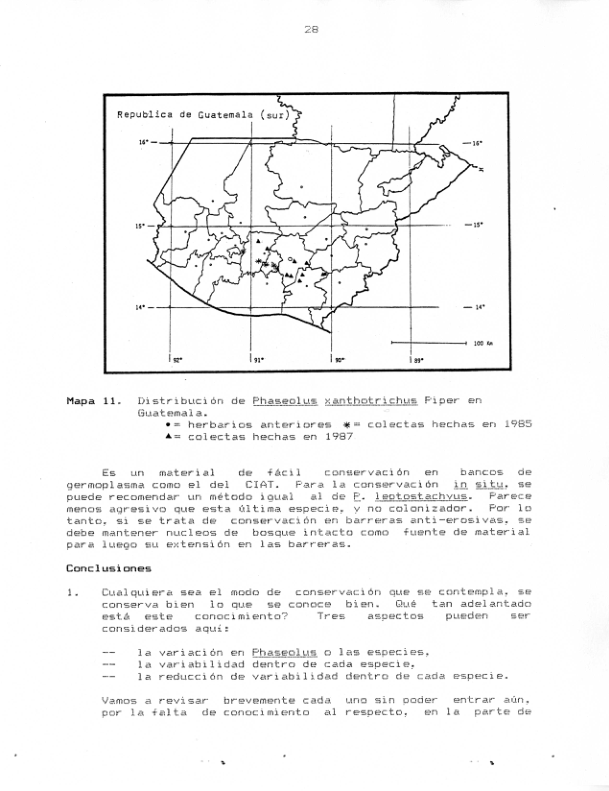 28
Republica de Guatemala (sur)
16° 16°
15° 15°
14° 14°
100 Km
92° 91° 90° 89°
Mapa 11. Distribución de Phaseolus xanthotrichus Piper en
Guatemala.
● = herbarios anteriores ✱ = colectas hechas en 1985
▲ = colectas hechas en 1987
Es un material de fácil conservación en bancos de
germoplasma como el del CIAT. Para la conservación in situ, se
puede recomendar un método igual al de P. leptostachyus. Parece
menos agresivo que esta última especie, y no colonizador. Por lo
tanto, si se trata de conservación en barreras anti-erosivas, se
debe mantener nucleos de bosque intacto como fuente de material
para luego su extensión en las barreras.
Conclusiones
1. Cualquiera sea el modo de conservación que se contempla, se
conserva bien lo que se conoce bien. Qué tan adelantado
está este conocimiento? Tres aspectos pueden ser
considerados aquí:
-- la variación en Phaseolus o las especies,
-- la variabilidad dentro de cada especie,
-- la reducción de variabilidad dentro de cada especie.
Vamos a revisar brevemente cada uno sin poder entrar aún,
por la falta de conocimiento al respecto, en la parte de